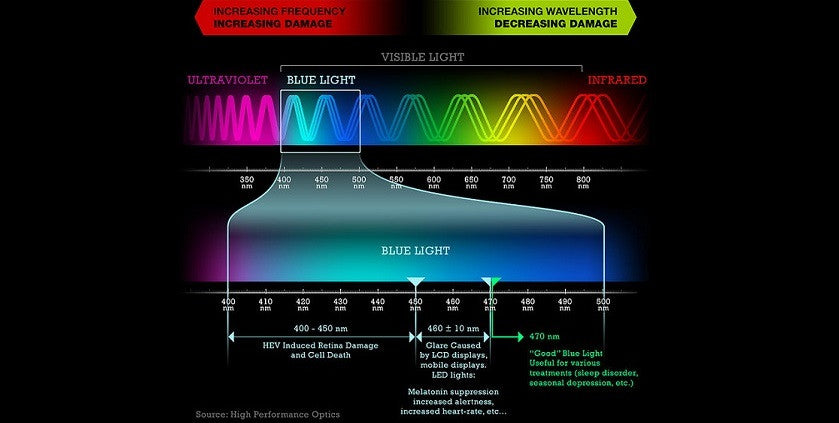 INCREASING FREQUENCY
INCREASING DAMAGE
INCREASING WAVELENGTH
DECREASING DAMAGE
VISIBLE LIGHT
ULTRAVIOLET
BLUE LIGHT
INFRARED
350 nm
400 nm
450 nm
500 nm
550 nm
600 nm
650 nm
700 nm
750 nm
800 nm
BLUE LIGHT
400 nm
410 nm
420 nm
430 nm
440 nm
450 nm
460 nm
470 nm
480 nm
490 nm
500 nm
400 - 450 nm
HEV Induced Retina Damage
and Cell Death
460 ± 10 nm
Glare Caused
by LCD displays,
mobile displays.
LED lights:
Melatonin suppression
increased alertness,
increased heart-rate, etc...
470 nm
"Good" Blue Light
Useful for various
treatments (sleep disorder,
seasonal depression, etc.)
Source: High Performance Optics